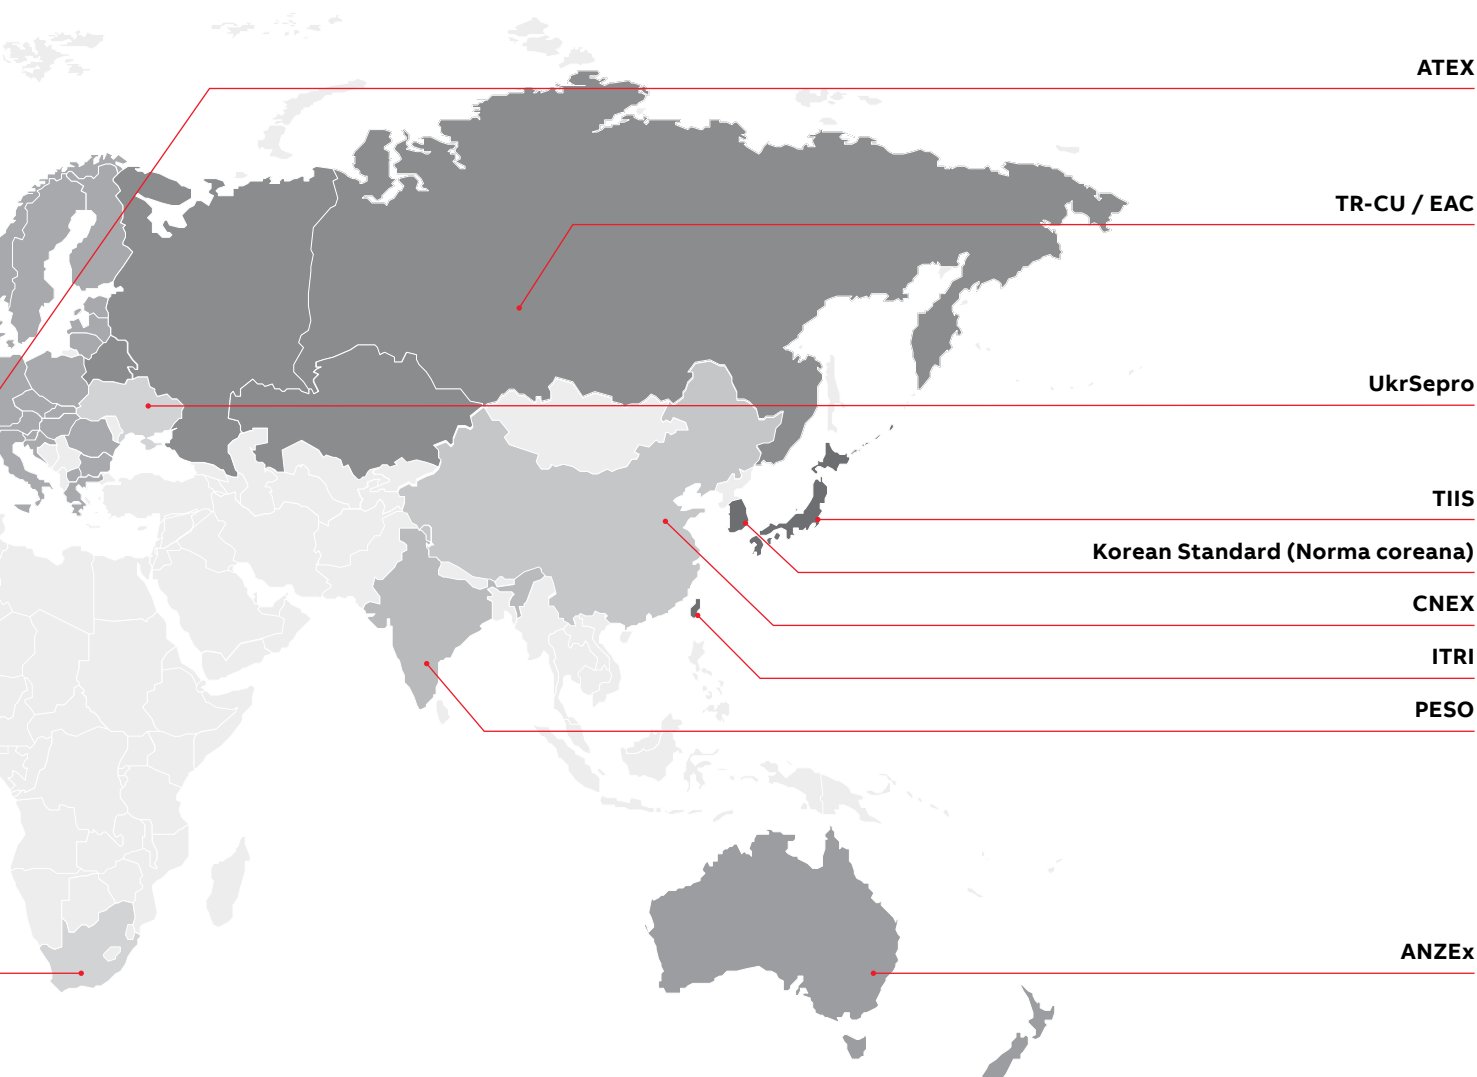 ATEX
TR-CU / EAC
UkrSepro
TIIS
Korean Standard (Norma coreana)
CNEX
ITRI
PESO
ANZEx